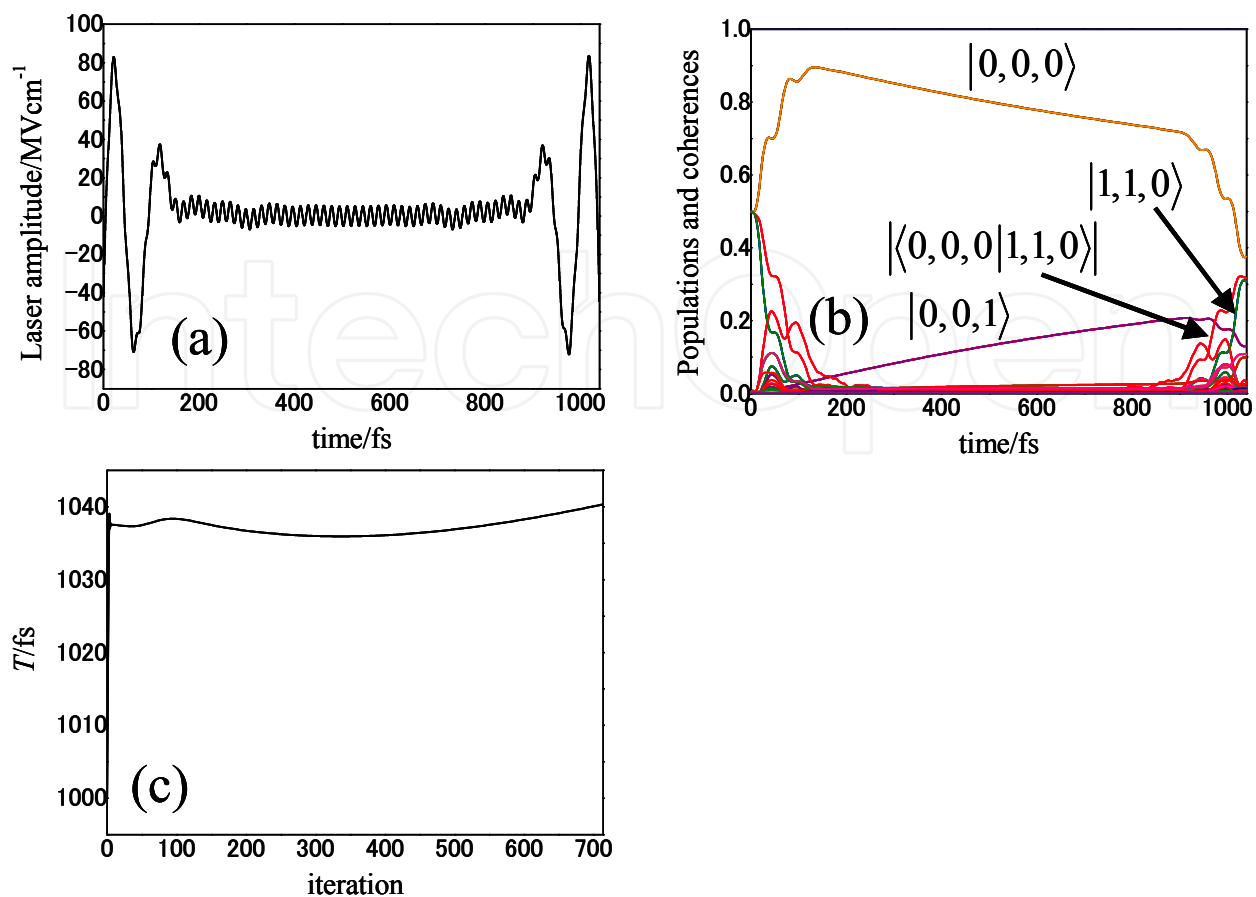 100
80
60
40
20
0
−20
−40
−60
−80
Laser amplitude/MVcm⁻¹
0 200 400 600 800 1000
time/fs
(a)
1.0
0.8
0.6
0.4
0.2
0.0
Populations and coherences
|0,0,0⟩
|1,1,0⟩
|⟨0,0,0|1,1,0⟩|
|0,0,1⟩
(b)
0 200 400 600 800 1000
time/fs
1040
1030
1020
1010
1000
T/fs
(c)
0 100 200 300 400 500 600 700
iteration
ntechOpen